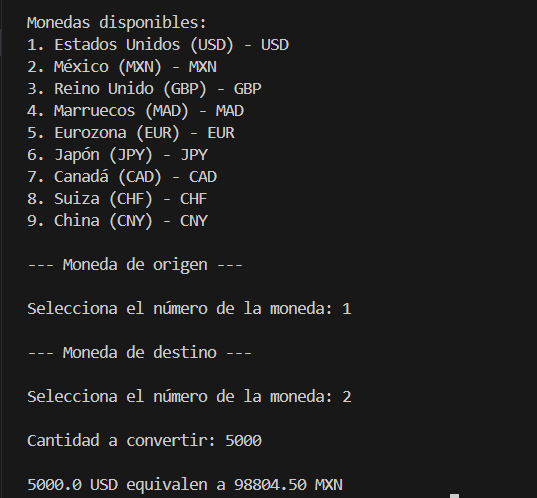 Monedas disponibles:
1. Estados Unidos (USD) - USD
2. México (MXN) - MXN
3. Reino Unido (GBP) - GBP
4. Marruecos (MAD) - MAD
5. Eurozona (EUR) - EUR
6. Japón (JPY) - JPY
7. Canadá (CAD) - CAD
8. Suiza (CHF) - CHF
9. China (CNY) - CNY
--- Moneda de origen ---
Selecciona el número de la moneda: 1
--- Moneda de destino ---
Selecciona el número de la moneda: 2
Cantidad a convertir: 5000
5000.0 USD equivalen a 98804.50 MXN